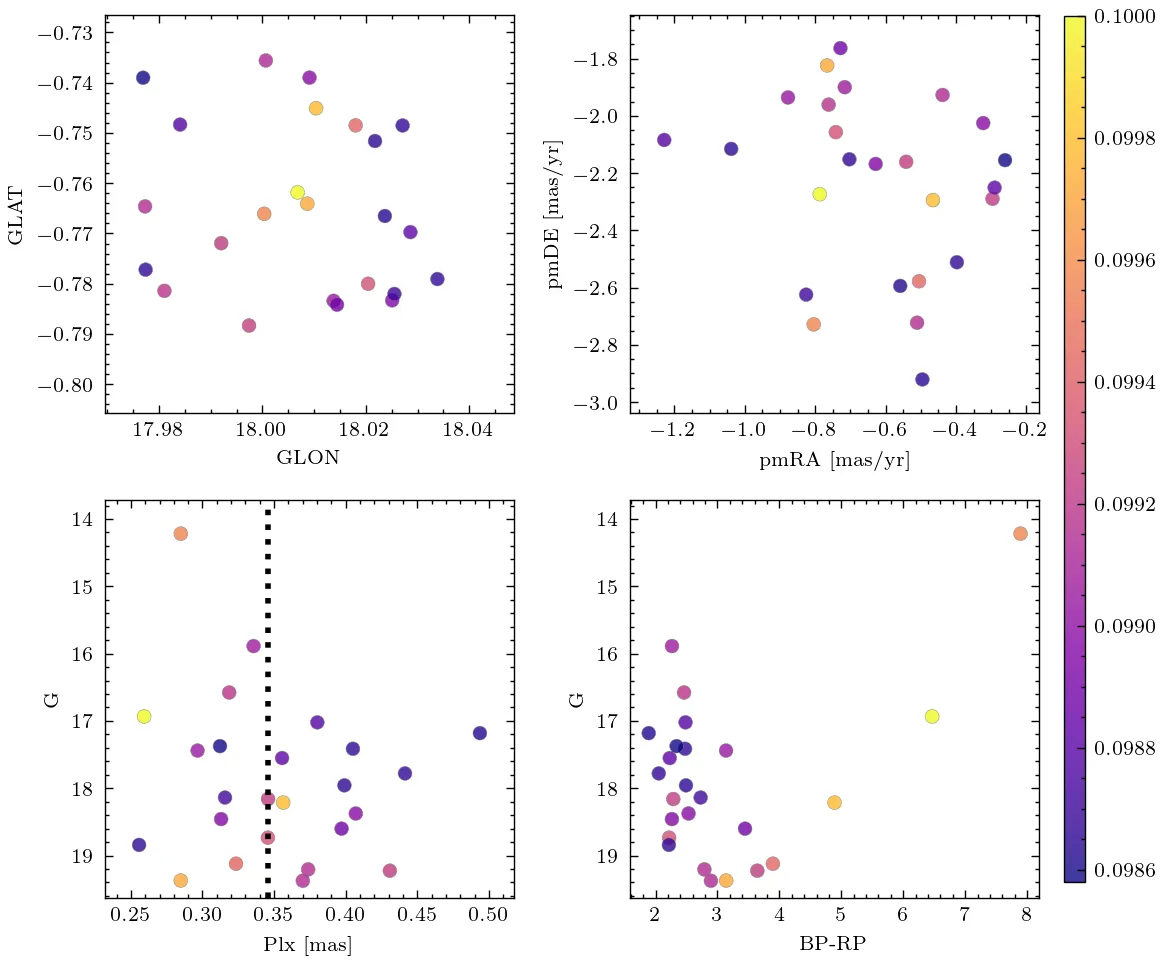 −0.73
−0.74
−0.75
−0.76
−0.77
−0.78
−0.79
−0.80
GLAT
17.98 18.00 18.02 18.04
GLON
−1.8
−2.0
−2.2
−2.4
−2.6
−2.8
−3.0
pmDE [mas/yr]
−1.2 −1.0 −0.8 −0.6 −0.4 −0.2
pmRA [mas/yr]
14
15
16
17
18
19
G
0.25 0.30 0.35 0.40 0.45 0.50
Plx [mas]
14
15
16
17
18
19
G
2 3 4 5 6 7 8
BP-RP
0.1000
0.0998
0.0996
0.0994
0.0992
0.0990
0.0988
0.0986